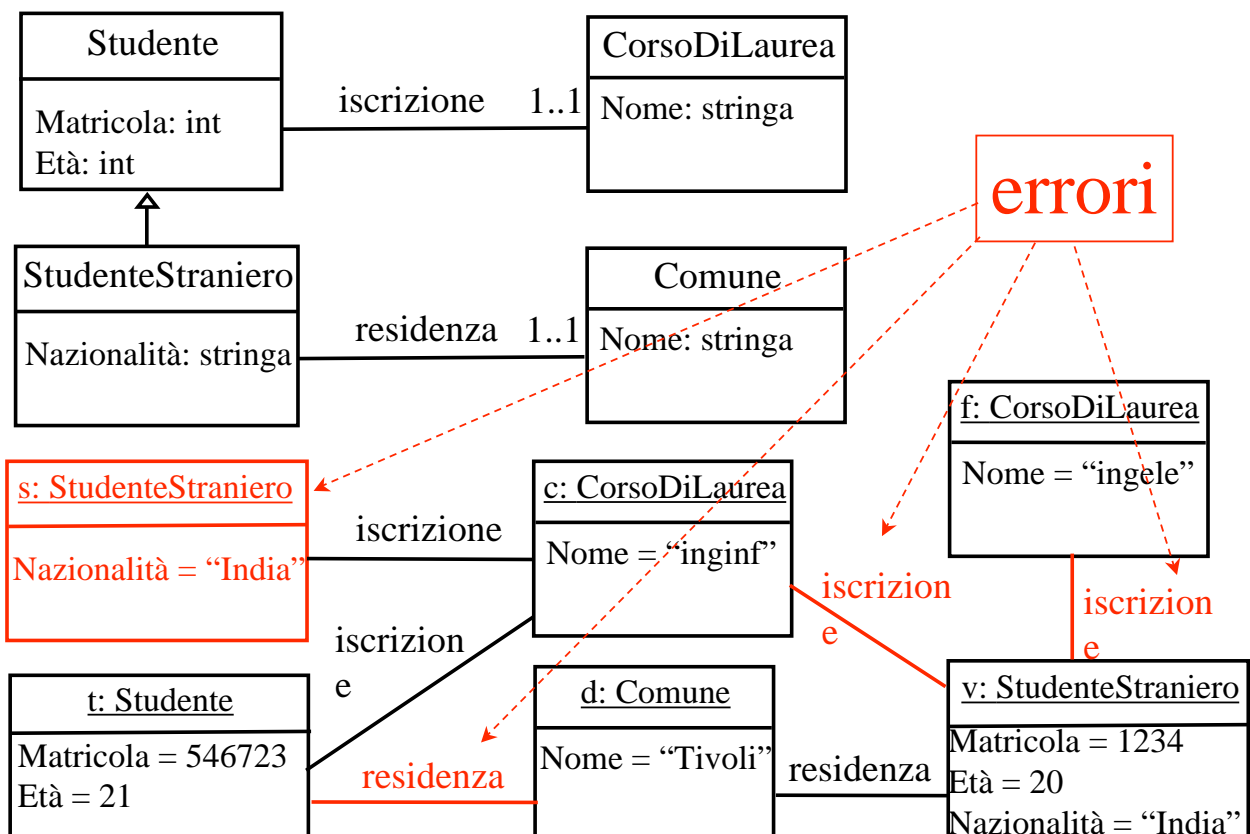 Studente
Matricola: int
Età: int
iscrizione
1..1
CorsoDiLaurea
Nome: stringa
errori
StudenteStraniero
Nazionalità: stringa
residenza
1..1
Comune
Nome: stringa
f: CorsoDiLaurea
Nome = “ingele”
s: StudenteStraniero
Nazionalità = “India”
iscrizione
c: CorsoDiLaurea
Nome = “inginf”
iscrizion
e
iscrizion
e
iscrizion
e
t: Studente
Matricola = 546723
Età = 21
residenza
d: Comune
Nome = “Tivoli”
residenza
v: StudenteStraniero
Matricola = 1234
Età = 20
Nazionalità = “India”